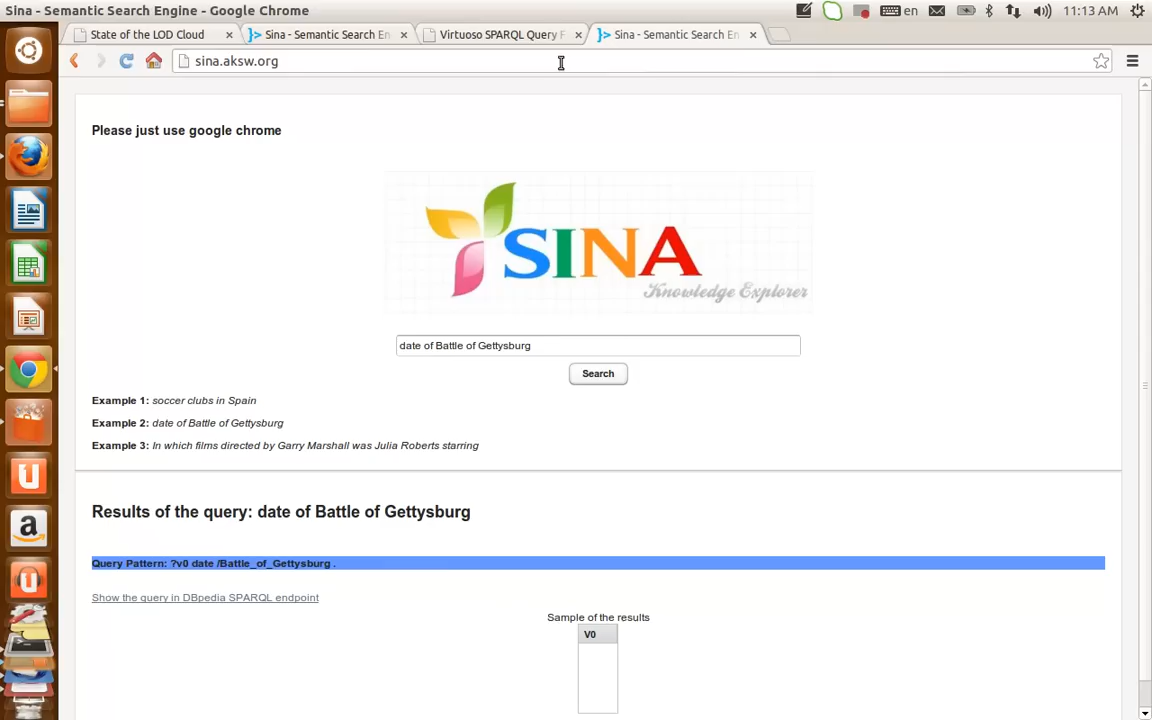 Sina - Semantic Search Engine - Google Chrome
en
11:13 AM
State of the LOD Cloud
Sina - Semantic Search En
Virtuoso SPARQL Query F
Sina - Semantic Search En
sina.aksw.org
Please just use google chrome
SINA
Knowledge Explorer
date of Battle of Gettysburg
Search
Example 1: soccer clubs in Spain
Example 2: date of Battle of Gettysburg
Example 3: In which films directed by Garry Marshall was Julia Roberts starring
Results of the query: date of Battle of Gettysburg
Query Pattern: ?v0 date /Battle_of_Gettysburg .
Show the query in DBpedia SPARQL endpoint
Sample of the results
V0